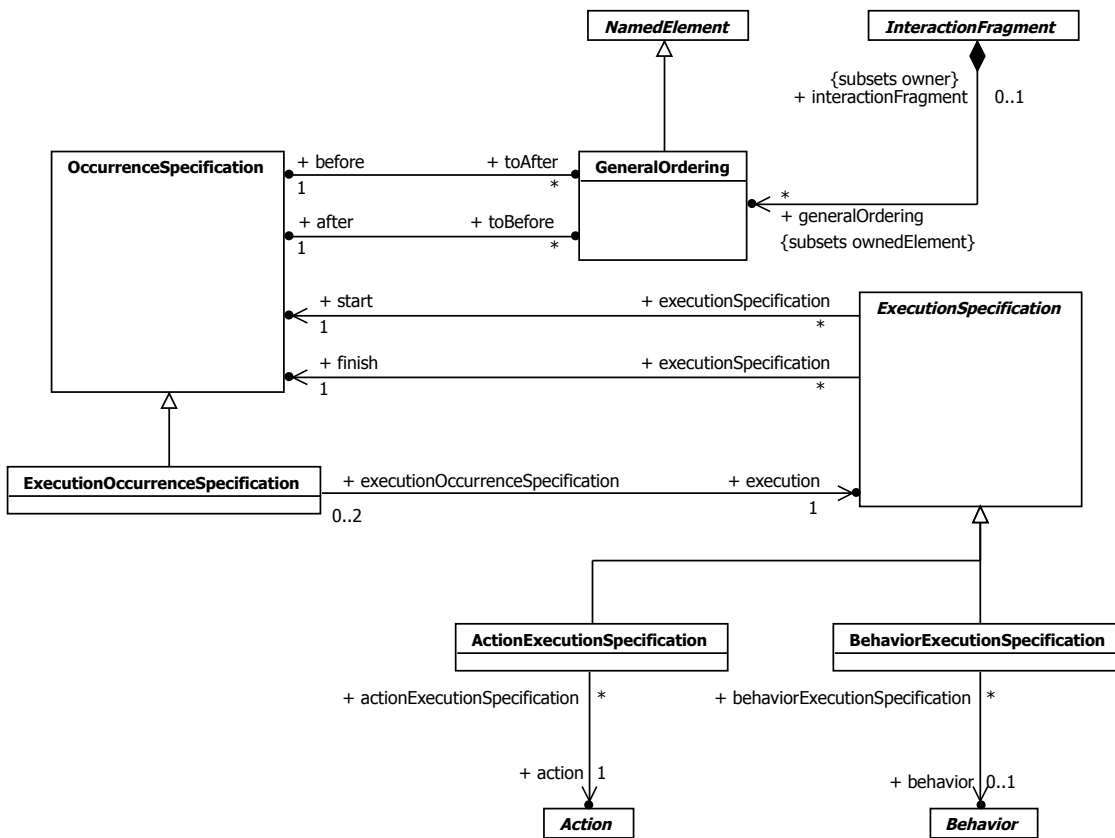 NamedElement
InteractionFragment
{subsets owner}
+ interactionFragment
0..1
OccurrenceSpecification
+ before
+ toAfter
1
*
GeneralOrdering
*
+ generalOrdering
{subsets ownedElement}
+ after
+ toBefore
1
*
+ start
+ executionSpecification
1
*
ExecutionSpecification
+ finish
+ executionSpecification
1
*
ExecutionOccurrenceSpecification
+ executionOccurrenceSpecification
+ execution
0..2
1
ActionExecutionSpecification
BehaviorExecutionSpecification
+ actionExecutionSpecification
*
+ behaviorExecutionSpecification
*
+ action
1
+ behavior
0..1
Action
Behavior